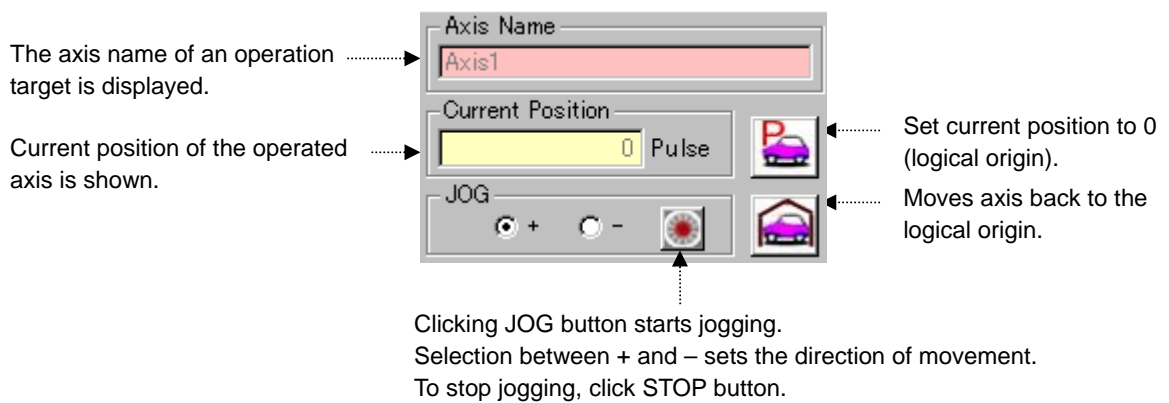 Axis Name
The axis name of an operation
target is displayed.
Axis1
Current Position
Current position of the operated
axis is shown.
0 Pulse
P
Set current position to 0
(logical origin).
JOG
+ -
Moves axis back to the
logical origin.
Clicking JOG button starts jogging.
Selection between + and – sets the direction of movement.
To stop jogging, click STOP button.